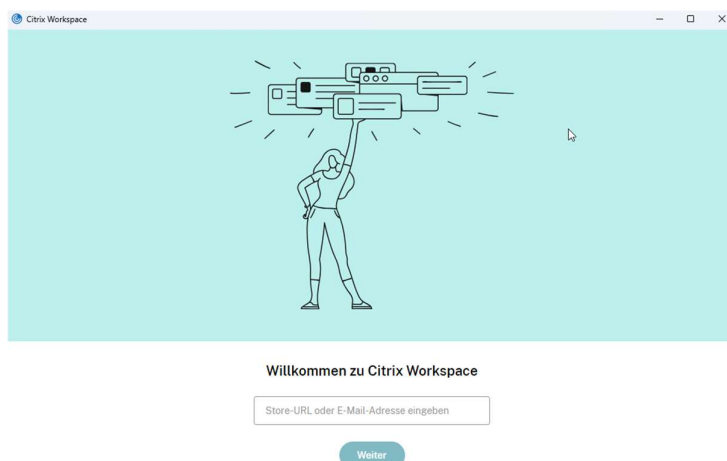 Citrix Workspace
Willkommen zu Citrix Workspace
Store-URL oder E-Mail-Adresse eingeben
Weiter